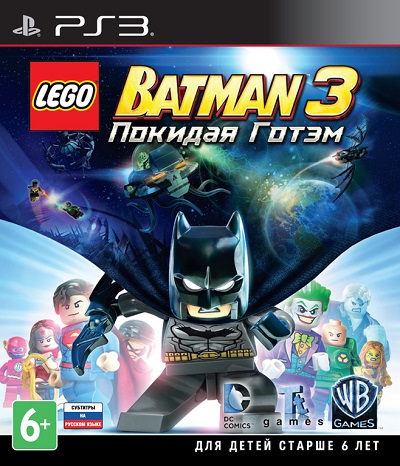 PS3
LEGO
BATMAN 3
Покидая Готэм
6+
СУБТИТРЫ
НА
РУССКОМ ЯЗЫКЕ
DC
COMICS
tt games
WB
GAMES
ДЛЯ ДЕТЕЙ СТАРШЕ 6 ЛЕТ